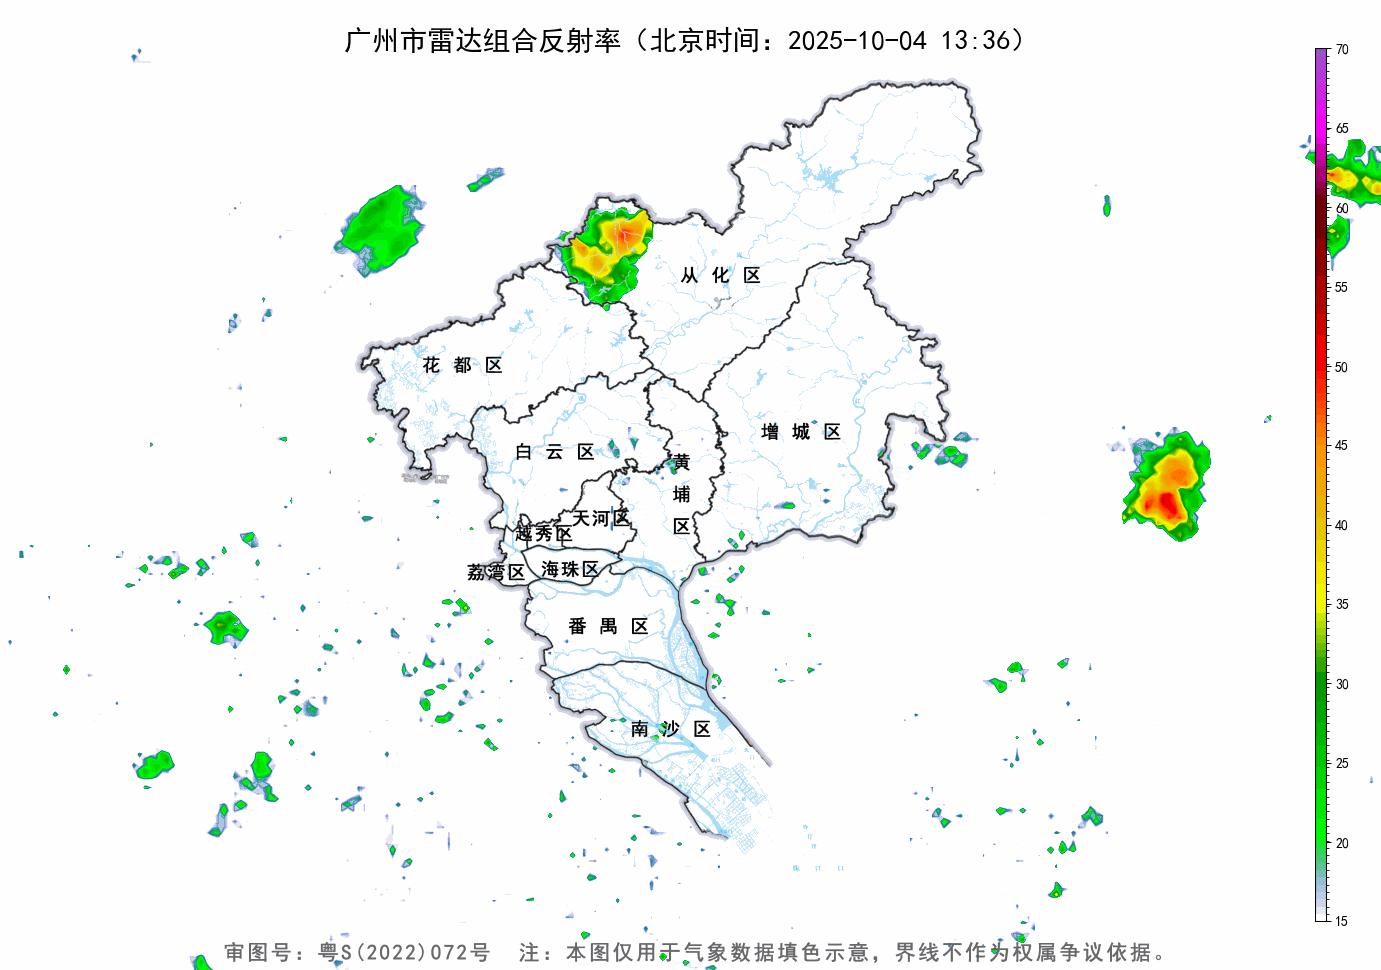 广州市雷达组合反射率（北京时间：2025-10-04 13:36）
70
65
60
55
50
45
40
35
30
25
20
15
从化区
花都区
增城区
白云区
黄埔区
天河区
越秀区
荔湾区
海珠区
番禺区
南沙区
审图号：粤S(2022)072号 注：本图仅用于气象数据填色示意，界线不作为权属争议依据。